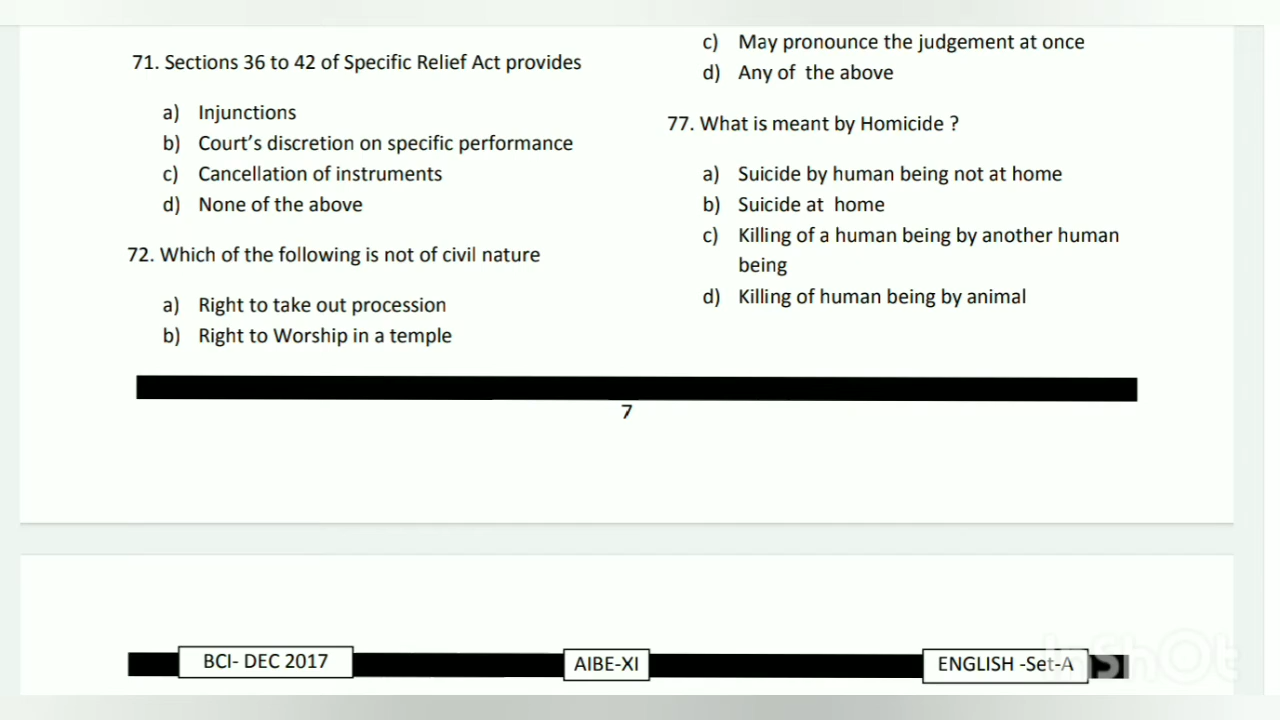 71. Sections 36 to 42 of Specific Relief Act provides
a) Injunctions
b) Court’s discretion on specific performance
c) Cancellation of instruments
d) None of the above
72. Which of the following is not of civil nature
a) Right to take out procession
b) Right to Worship in a temple
c) May pronounce the judgement at once
d) Any of the above
77. What is meant by Homicide ?
a) Suicide by human being not at home
b) Suicide at home
c) Killing of a human being by another human
being
d) Killing of human being by animal
7
BCI- DEC 2017
AIBE-XI
ENGLISH -Set-A
InShOt